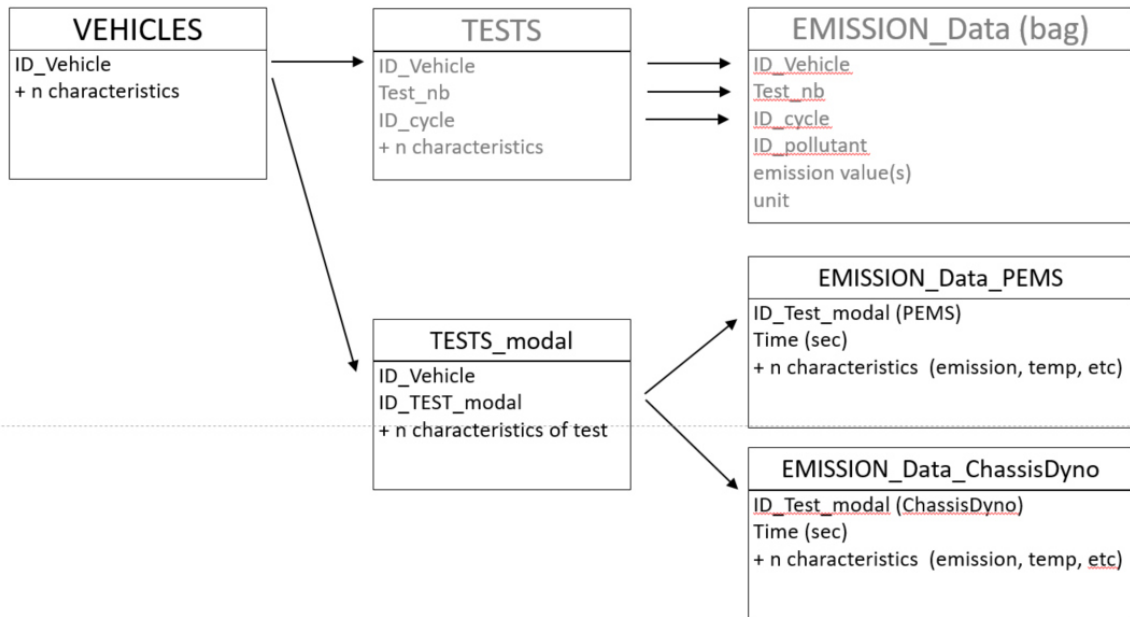 VEHICLES
ID_Vehicle
+ n characteristics
TESTS
ID_Vehicle
Test_nb
ID_cycle
+ n characteristics
EMISSION_Data (bag)
ID_Vehicle
Test_nb
ID_cycle
ID_pollutant
emission value(s)
unit
TESTS_modal
ID_Vehicle
ID_TEST_modal
+ n characteristics of test
EMISSION_Data_PEMS
ID_Test_modal (PEMS)
Time (sec)
+ n characteristics  (emission, temp, etc)
EMISSION_Data_ChassisDyno
ID_Test_modal (ChassisDyno)
Time (sec)
+ n characteristics  (emission, temp, etc)